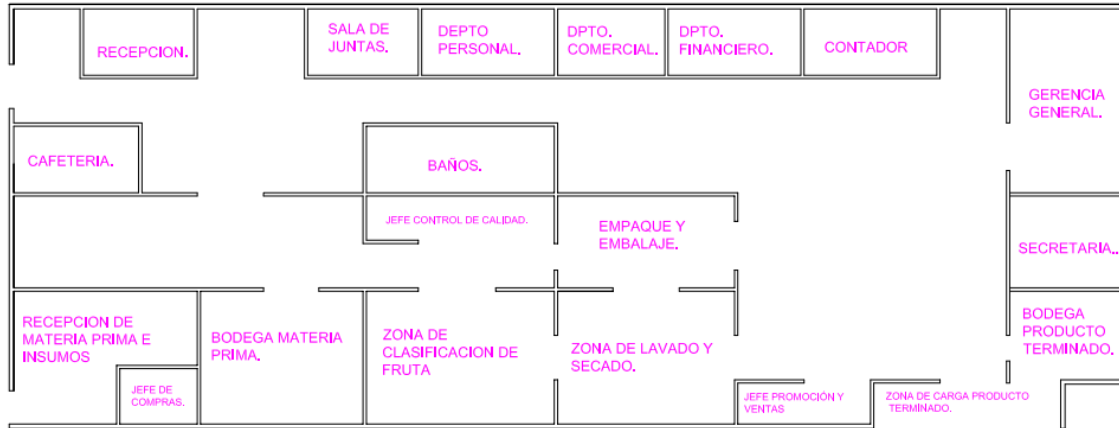 RECEPCION.
SALA DE
JUNTAS.
DEPTO
PERSONAL.
DPTO.
COMERCIAL.
DPTO.
FINANCIERO.
CONTADOR
GERENCIA
GENERAL.
CAFETERIA.
BAÑOS.
JEFE CONTROL DE CALIDAD.
EMPAQUE Y
EMBALAJE.
SECRETARIA..
RECEPCION DE
MATERIA PRIMA E
INSUMOS
BODEGA MATERIA
PRIMA.
ZONA DE
CLASIFICACION DE
FRUTA
ZONA DE LAVADO Y
SECADO.
BODEGA
PRODUCTO
TERMINADO.
JEFE DE
COMPRAS.
JEFE PROMOCIÓN Y
VENTAS
ZONA DE CARGA PRODUCTO
TERMINADO.